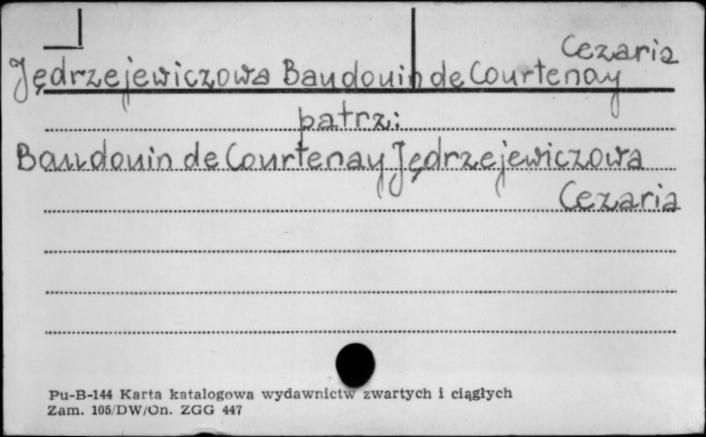 Cezaria
Jędrzejewiczowa Baudouin de Courtenay
patrz:
Baudouin de Courtenay Jędrzejewiczowa
Cezaria
Pu-B-144 Karta katalogowa wydawnictw zwartych i ciągłych
Zam. 105/DW/On. ZGG 447